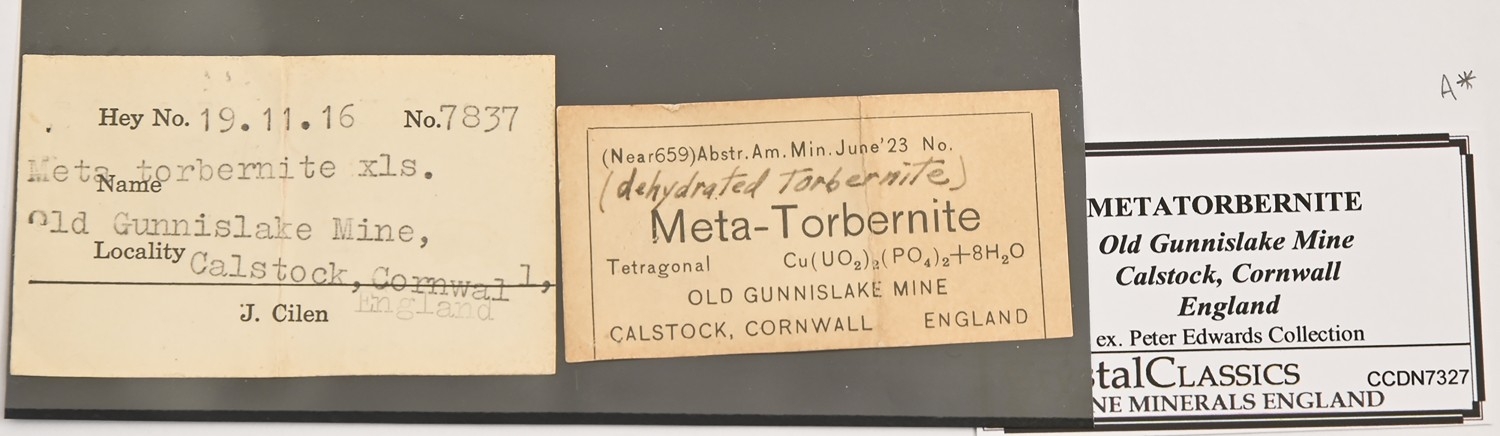 Hey No. 19.11.16 No. 7837
Meta torbernite xls.
Name
Old Gunnislake Mine,
Locality Calstock, Cornwall,
England
J. Cilen
(Near659)Abstr.Am.Min.June'23 No.
(dehydrated Torbernite)
Meta-Torbernite
Tetragonal Cu(UO₂)₂(PO₄)₂+8H₂O
OLD GUNNISLAKE MINE
CALSTOCK, CORNWALL ENGLAND
A*
METATORBERNITE
Old Gunnislake Mine
Calstock, Cornwall
England
ex. Peter Edwards Collection
talCLASSICS CCDN7327
NE MINERALS ENGLAND